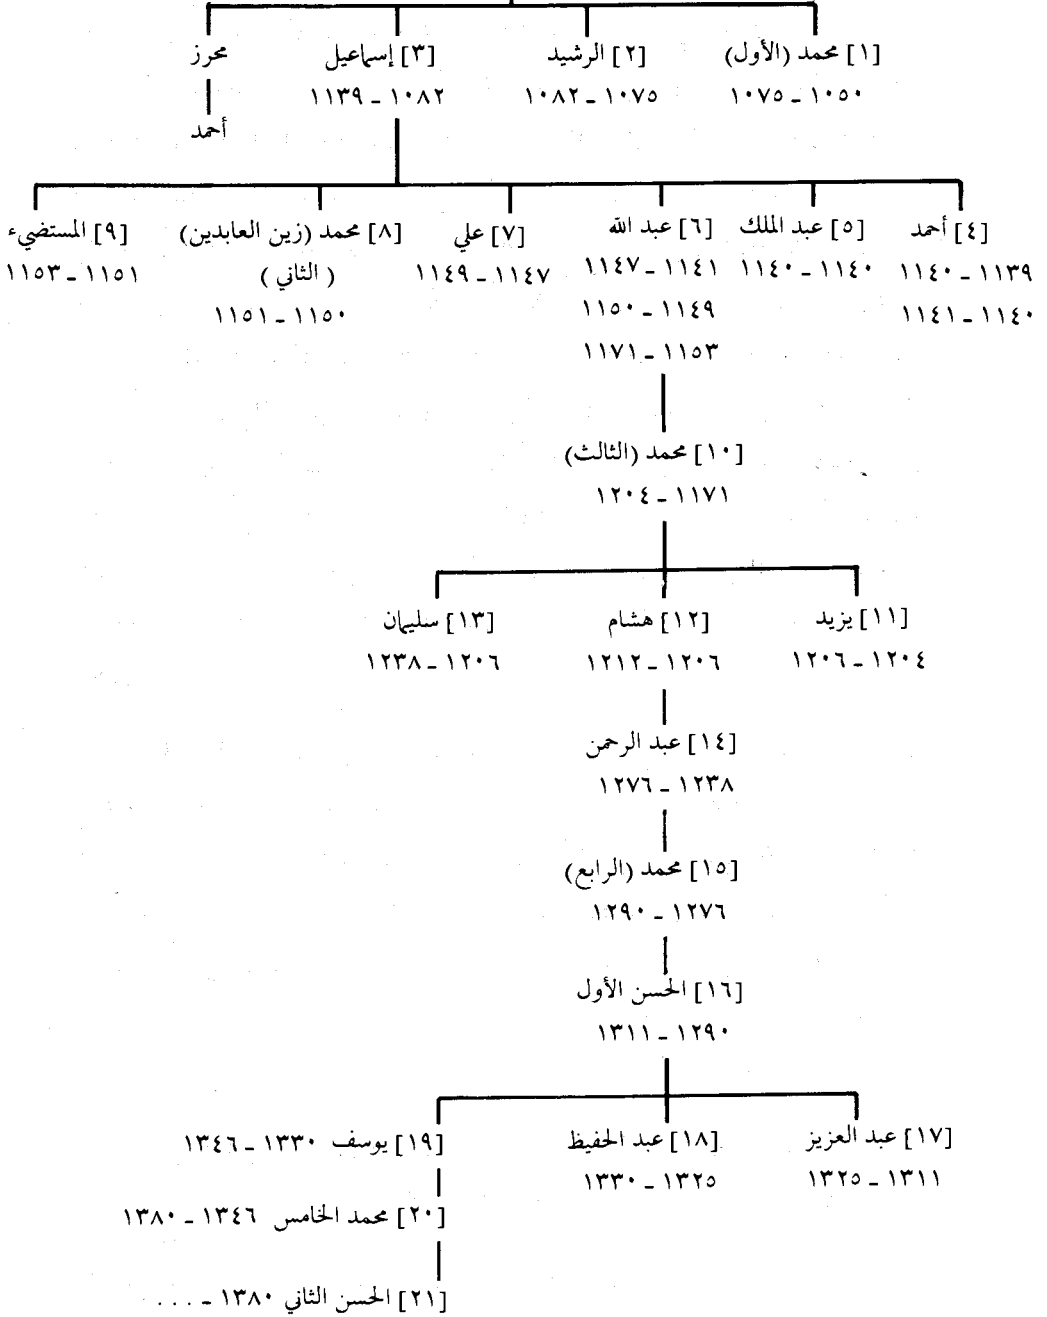 [١] محمد (الأول) [٢] الرشيد [٣] إسماعيل محرز
١٠٥٠ - ١٠٧٥ ١٠٧٥ - ١٠٨٢ ١٠٨٢ - ١١٣٩
أحمد
[٤] أحمد [٥] عبد الملك [٦] عبد الله [٧] علي [٨] محمد (زين العابدين) [٩] المستضيء
١١٣٩ - ١١٤٠ ١١٤٠ - ١١٤٠ ١١٤١ - ١١٤٧ ١١٤٧ - ١١٤٩ (الثاني) ١١٥١ - ١١٥٣
١١٤٠ - ١١٤١ ١١٤٩ - ١١٥٠ ١١٥٠ - ١١٥١
١١٥٣ - ١١٧١
[١٠] محمد (الثالث)
١١٧١ - ١٢٠٤
[١١] يزيد [١٢] هشام [١٣] سليمان
١٢٠٤ - ١٢٠٦ ١٢٠٦ - ١٢١٢ ١٢٠٦ - ١٢٣٨
[١٤] عبد الرحمن
١٢٣٨ - ١٢٧٦
[١٥] محمد (الرابع)
١٢٧٦ - ١٢٩٠
[١٦] الحسن الأول
١٢٩٠ - ١٣١١
[١٧] عبد العزيز [١٨] عبد الحفيظ [١٩] يوسف ١٣٣٠ - ١٣٤٦
١٣١١ - ١٣٢٥ ١٣٢٥ - ١٣٣٠
[٢٠] محمد الخامس ١٣٤٦ - ١٣٨٠
[٢١] الحسن الثاني ١٣٨٠ - ....